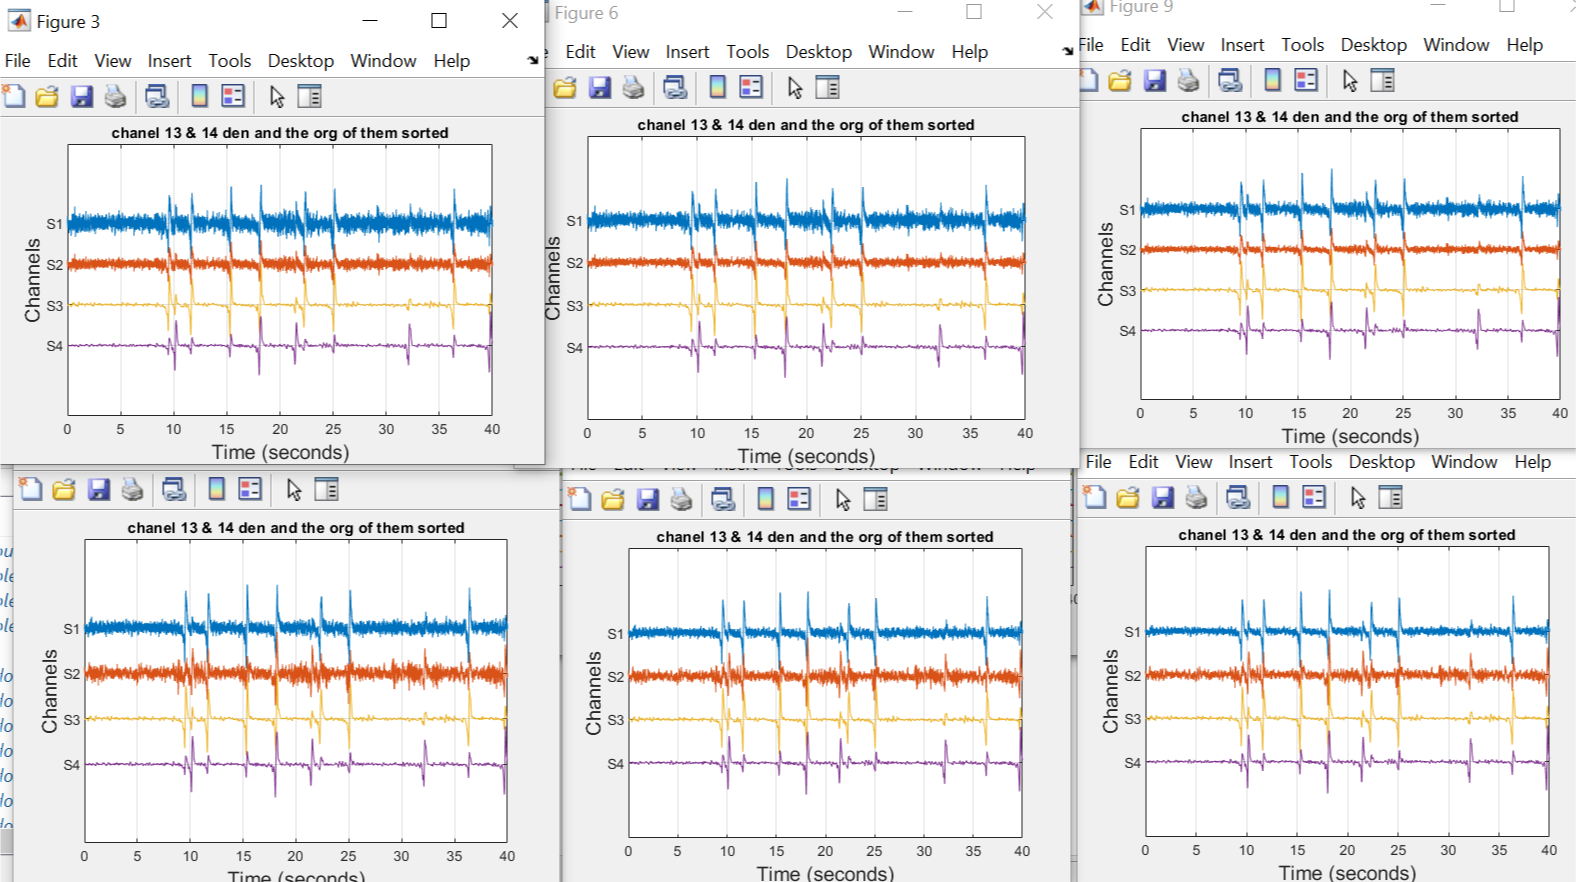 Figure 3
File Edit View Insert Tools Desktop Window Help
chanel 13 & 14 den and the org of them sorted
Channels
S1
S2
S3
S4
0 5 10 15 20 25 30 35 40
Time (seconds)
Figure 6
Edit View Insert Tools Desktop Window Help
chanel 13 & 14 den and the org of them sorted
Channels
S1
S2
S3
S4
0 5 10 15 20 25 30 35 40
Time (seconds)
Figure 9
File Edit View Insert Tools Desktop Window Help
chanel 13 & 14 den and the org of them sorted
Channels
S1
S2
S3
S4
0 5 10 15 20 25 30 35 40
Time (seconds)
chanel 13 & 14 den and the org of them sorted
Channels
S1
S2
S3
S4
0 5 10 15 20 25 30 35 40
Time (seconds)
File Edit View Insert Tools Desktop Window Help
chanel 13 & 14 den and the org of them sorted
Channels
S1
S2
S3
S4
0 5 10 15 20 25 30 35 40
Time (seconds)
File Edit View Insert Tools Desktop Window Help
chanel 13 & 14 den and the org of them sorted
Channels
S1
S2
S3
S4
0 5 10 15 20 25 30 35 40
Time (seconds)